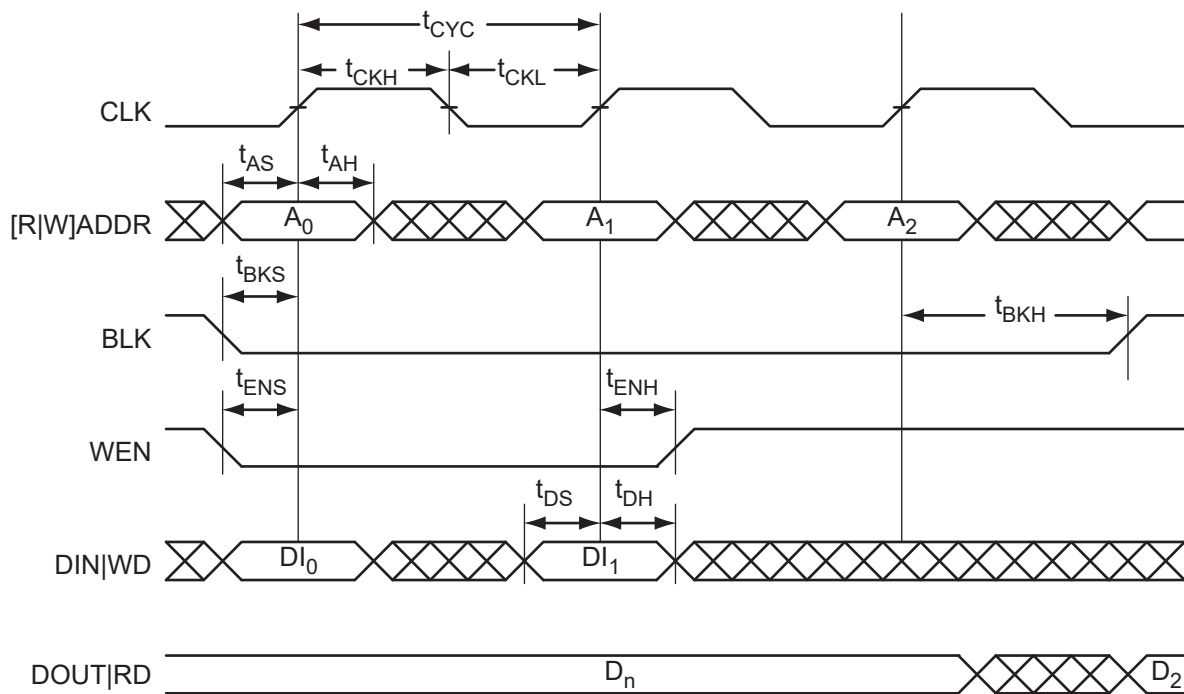 tCYC
tCKH tCKL
CLK
tAS tAH
[R|W]ADDR A0 A1 A2
tBKS tBKH
BLK
tENS tENH
WEN
tDS tDH
DIN|WD DI0 DI1
DOUT|RD Dn D2